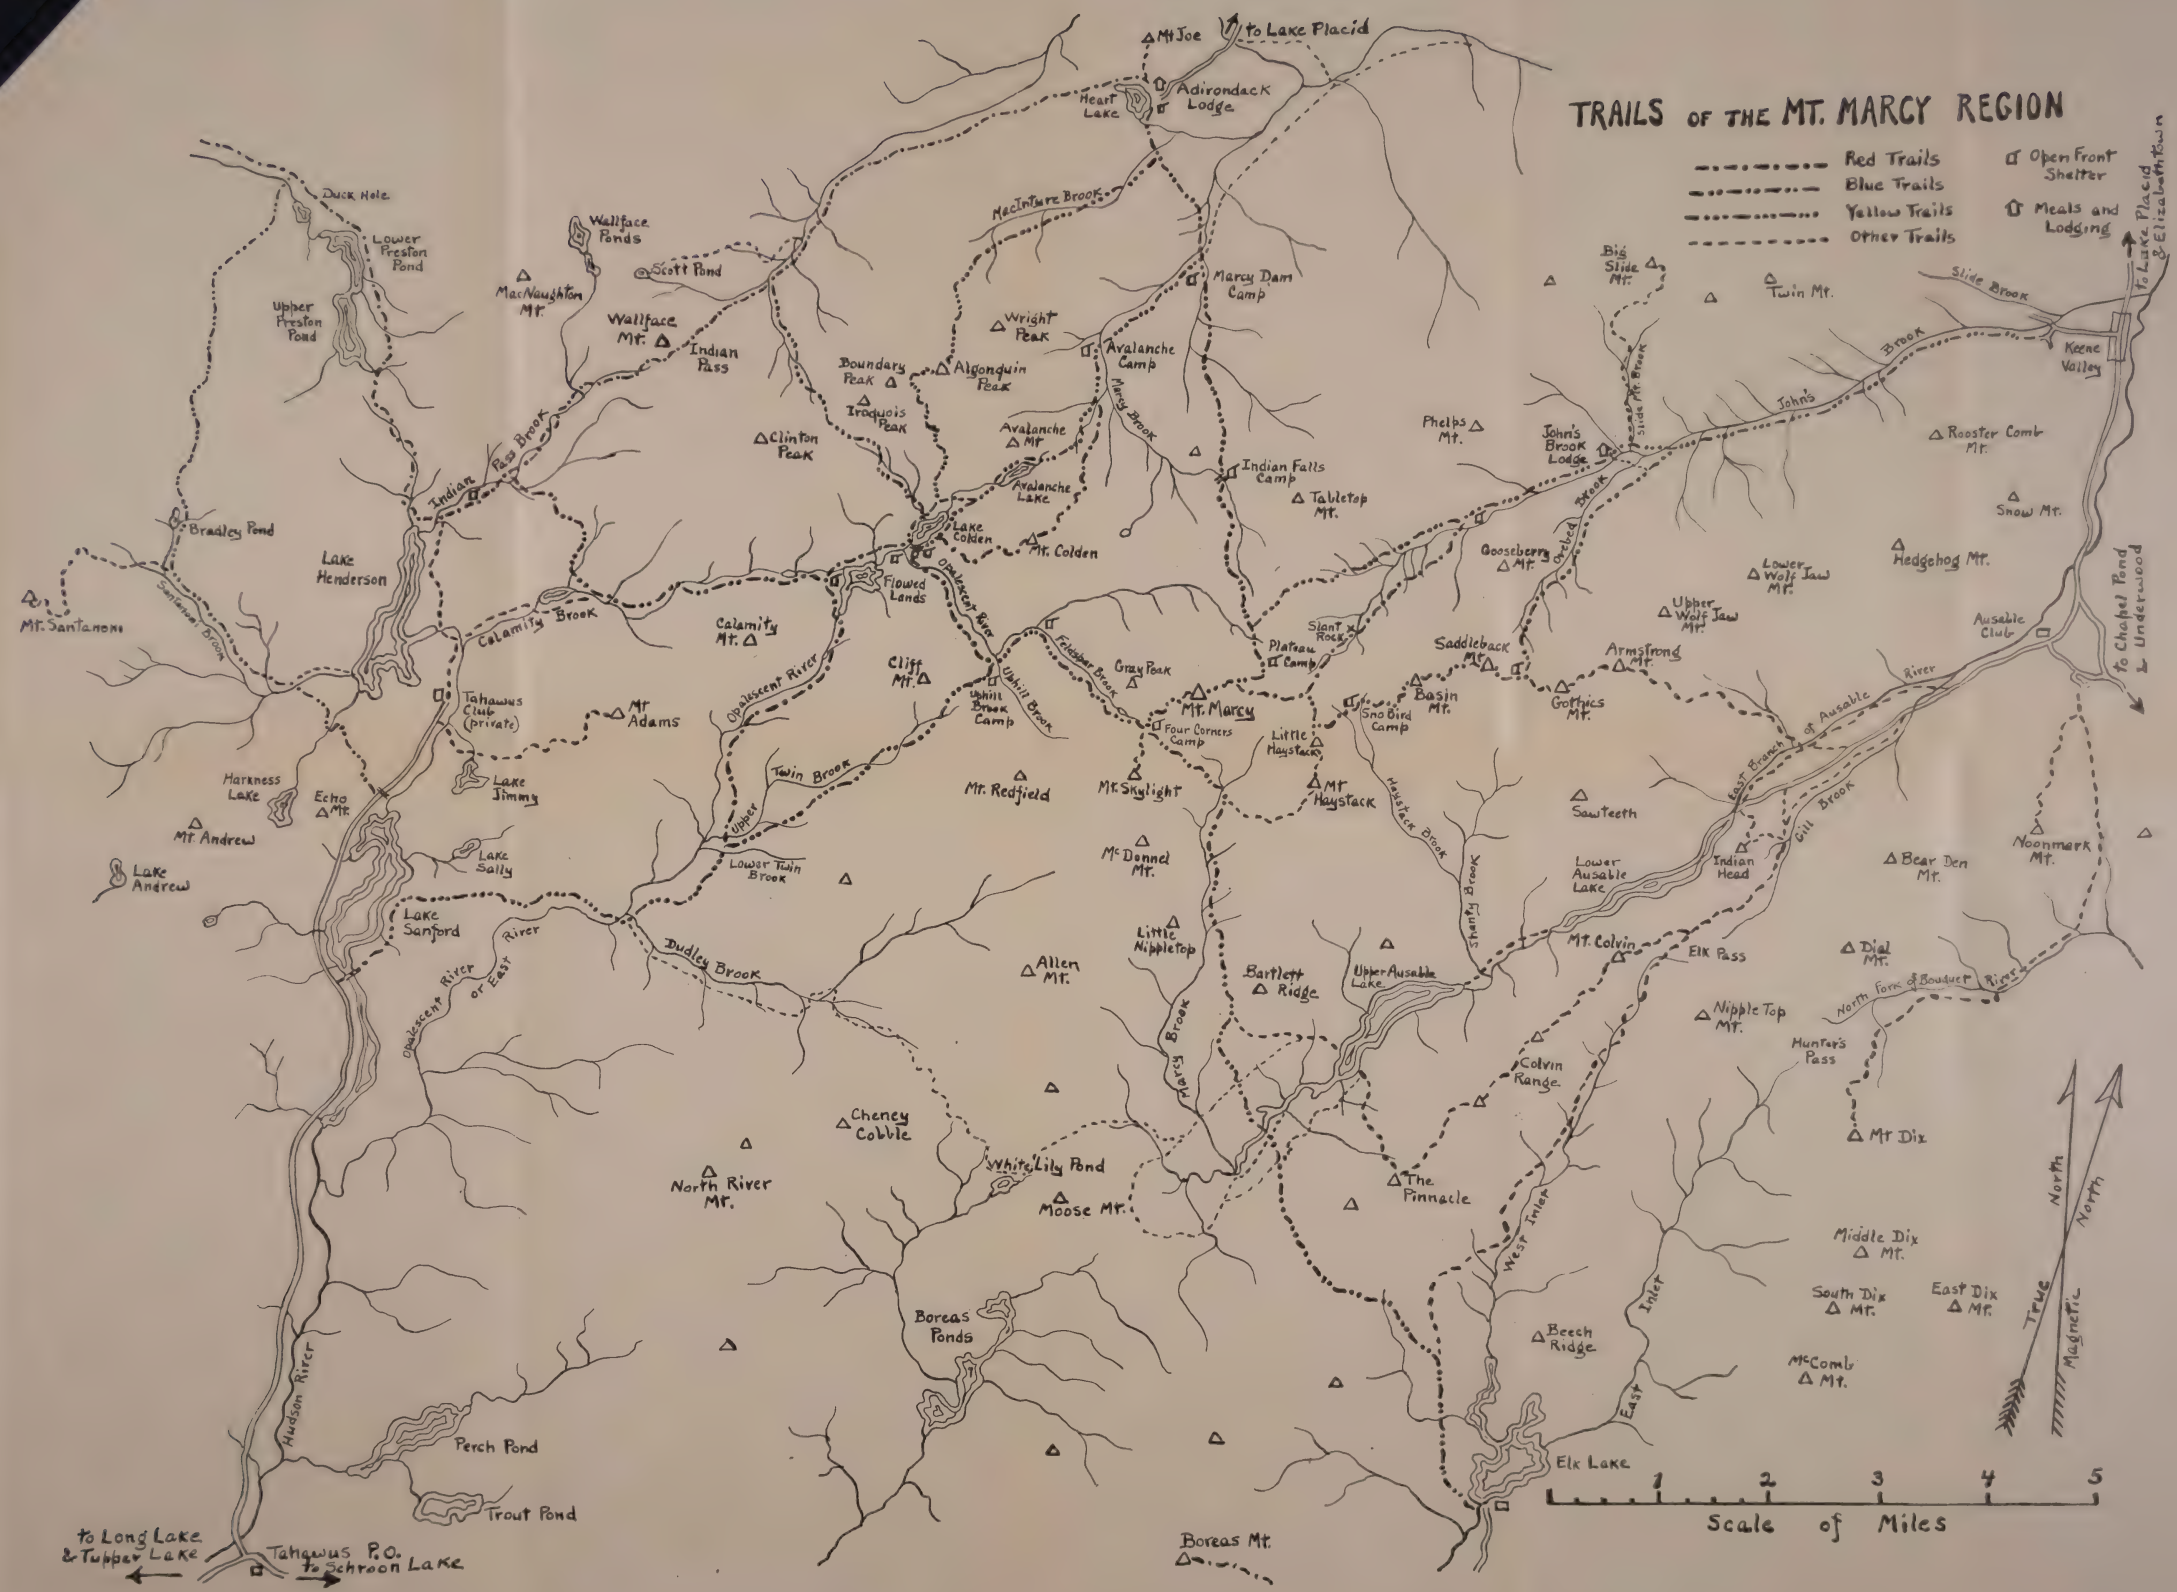 TRAILS OF THE MT. MARCY REGION
Red Trails
Blue Trails
Yellow Trails
Other Trails
Open Front
Shelter
Meals and
Lodging
to Lake Placid
& Elizabethtown
Mt Joe
to Lake Placid
Adirondack
Lodge
Heart
Lake
Duck Hole
Lower
Preston
Pond
Upper
Preston
Pond
Wallface
Ponds
Scott Pond
MacNaughton
Mt.
Wallface
Mt.
Indian
Pass
MacIntyre Brook
Marcy Dam
Camp
Wright
Peak
Avalanche
Camp
Boundary
Peak
Algonquin
Peak
Iroquois
Peak
Marcy Brook
Avalanche
Mt
Clinton
Peak
Big
Slide
Mt.
Twin Mt.
Slide Brook
Keene
Valley
John's
Brook
Slide Mt. Brook
Phelps
Mt.
John's
Brook
Lodge
Rooster Comb
Mt.
Indian Falls
Camp
Tabletop
Mt.
Avalanche
Lake
Indian
Pass
Brook
Snow Mt.
Bradley Pond
Lake
Henderson
Lake
Colden
Mt. Colden
Flowed
Lands
Opalescent River
Gooseberry
Mt.
Orebed
Brook
Lower
Wolf Jaw
Mt.
Hedgehog Mt.
to Chapel Pond
& Underwood
Mt. Santanoni
Santanoni Brook
Calamity
Brook
Calamity
Mt.
Upper
Wolf Jaw
Mt.
Ausable
Club
Slant
Rock
Plateau
Camp
Saddleback
Mt.
Armstrong
Mt.
Feldspar Brook
Gray Peak
Cliff
Mt.
Opalescent River
Uphill Brook
Uphill
Brook
Camp
Mt. Marcy
Basin
Mt.
Gothics
Mt.
Sno Bird
Camp
East Branch
of Ausable
River
Tahawus
Club
(private)
Mt
Adams
Four Corners
Camp
Little
Haystack
Mt
Haystack
Mt. Skylight
Mt. Redfield
Haystack Brook
Harkness
Lake
Echo
Mt.
Lake
Jimmy
Upper
Twin Brook
Sawteeth
Gill
Brook
Mt. Andrew
Lake
Andrew
Lake
Sally
Lower Twin
Brook
McDonnel
Mt.
Shanty Brook
Lower
Ausable
Lake
Indian
Head
Bear Den
Mt.
Noonmark
Mt.
Lake
Sanford
River
Opalescent
River
or East
Dudley Brook
Little
Nippletop
Allen
Mt.
Bartlett
Ridge
Upper Ausable
Lake
Mt. Colvin
Elk Pass
Dial
Mt.
North Fork of Bouquet
River
Nipple Top
Mt.
Hunter's
Pass
Marcy Brook
Colvin
Range
Cheney
Cobble
Mt Dix
White Lily Pond
North River
Mt.
Moose Mt.
The
Pinnacle
West Inlet
Middle Dix
Mt.
South Dix
Mt.
East Dix
Mt.
Boreas
Ponds
Beech
Ridge
East
Inlet
McComb
Mt.
True
North
Magnetic
North
Hudson River
Perch Pond
Trout Pond
Elk Lake
1 2 3 4 5
Scale of Miles
to Long Lake
& Tupper Lake
Tahawus P.O.
to Schroon Lake
Boreas Mt.